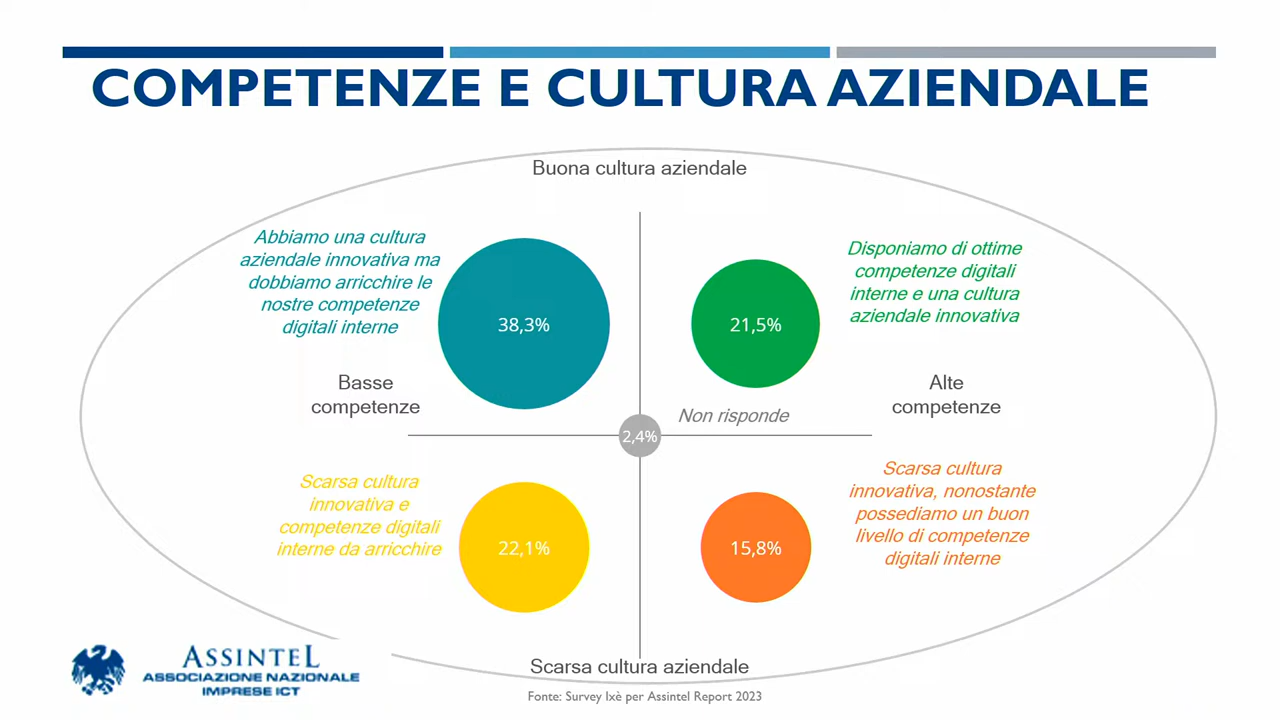 COMPETENZE E CULTURA AZIENDALE
Buona cultura aziendale
Abbiamo una cultura
aziendale innovativa ma
dobbiamo arricchire le
nostre competenze
digitali interne
38,3%
21,5%
Disponiamo di ottime
competenze digitali
interne e una cultura
aziendale innovativa
Basse
competenze
Alte
competenze
Non risponde
2,4%
Scarsa cultura
innovativa e
competenze digitali
interne da arricchire
22,1%
15,8%
Scarsa cultura
innovativa, nonostante
possediamo un buon
livello di competenze
digitali interne
ASSINTEL
ASSOCIAZIONE NAZIONALE
IMPRESE ICT
Scarsa cultura aziendale
Fonte: Survey Ixè per Assintel Report 2023